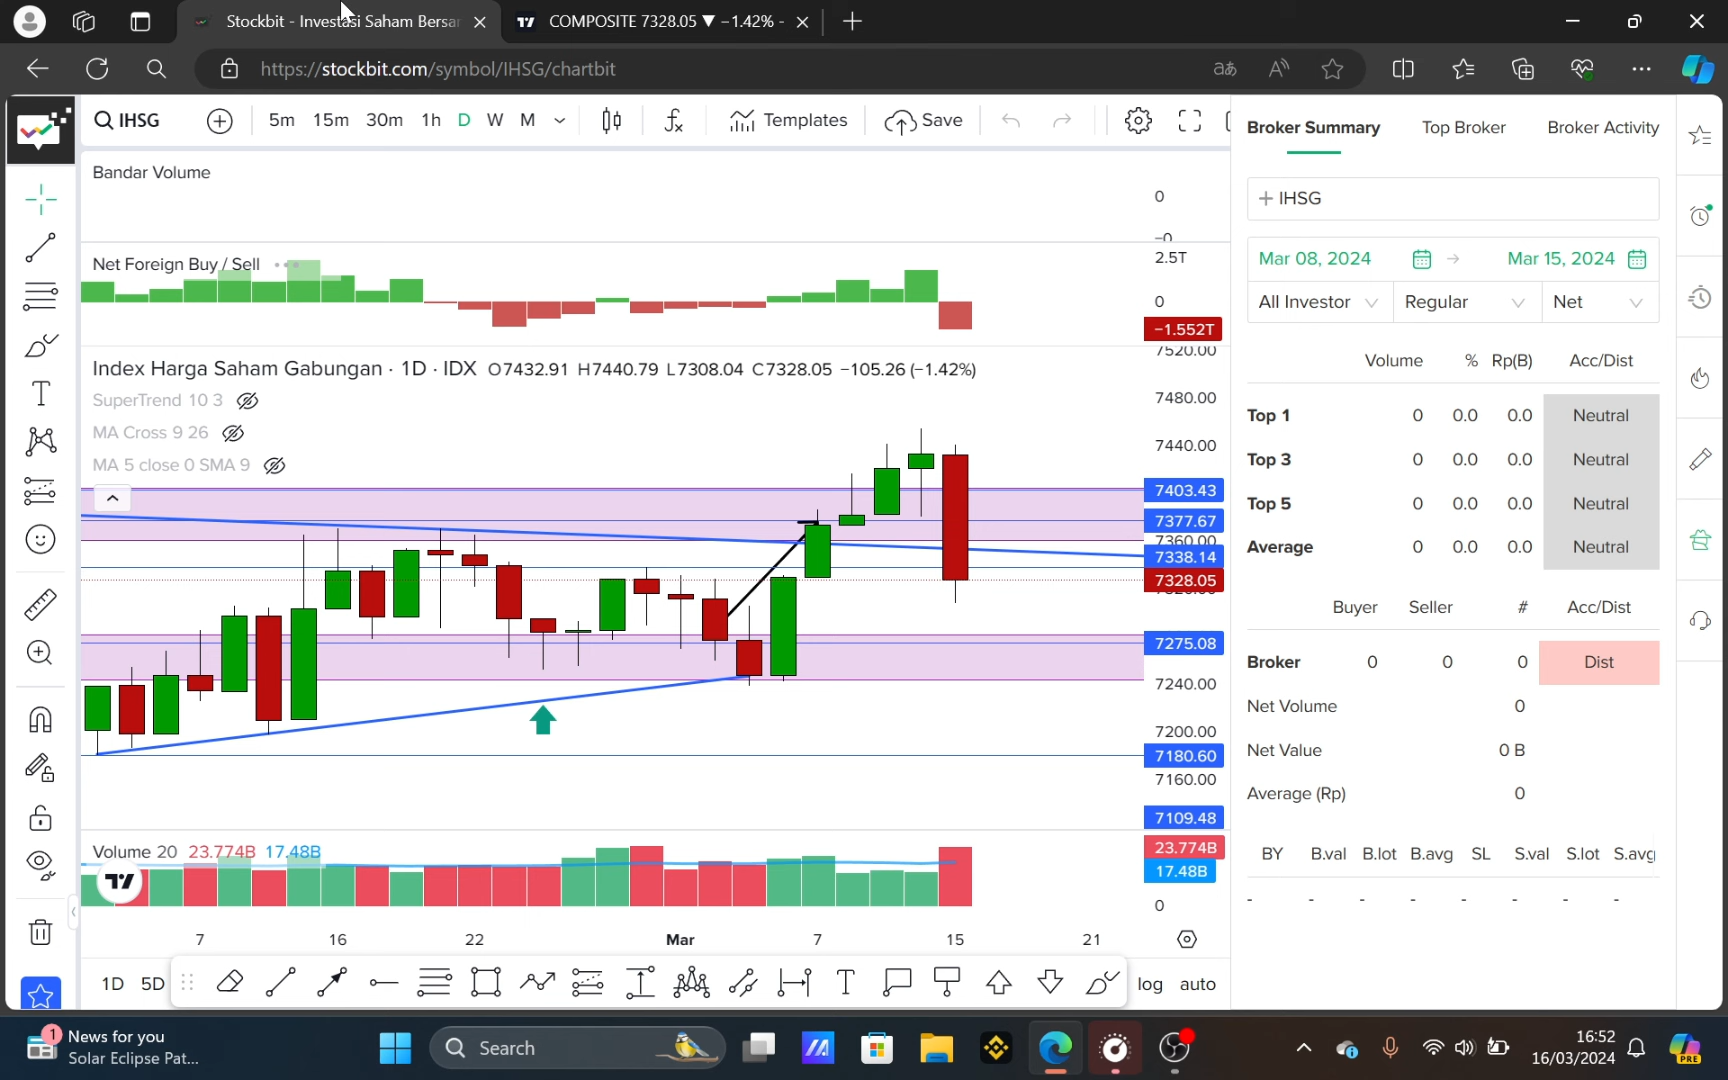 Stockbit - Investasi Saham Bersar
COMPOSITE 7328.05 ▼ −1.42% -
https://stockbit.com/symbol/IHSG/chartbit
IHSG
5m 15m 30m 1h D W M
Templates
Save
Broker Summary
Top Broker
Broker Activity
Bandar Volume
0
−0
+ IHSG
Mar 08, 2024
Mar 15, 2024
All Investor
Regular
Net
Net Foreign Buy / Sell
2.5T
0
−1.552T
Index Harga Saham Gabungan · 1D · IDX O7432.91 H7440.79 L7308.04 C7328.05 −105.26 (−1.42%)
SuperTrend 10 3
MA Cross 9 26
MA 5 close 0 SMA 9
7520.00
7480.00
7440.00
7403.43
7377.67
7360.00
7338.14
7328.05
7275.08
7240.00
7200.00
7180.60
7160.00
7109.48
Volume % Rp(B) Acc/Dist
Top 1 0 0.0 0.0 Neutral
Top 3 0 0.0 0.0 Neutral
Top 5 0 0.0 0.0 Neutral
Average 0 0.0 0.0 Neutral
Buyer Seller # Acc/Dist
Broker 0 0 0 Dist
Net Volume 0
Net Value 0 B
Average (Rp) 0
BY B.val B.lot B.avg SL S.val S.lot S.avg
- - - - - - - -
Volume 20 23.774B 17.48B
23.774B
17.48B
0
7 16 22 Mar 7 15 21
1D 5D
log auto
1
News for you
Solar Eclipse Pat...
Search
16:52
16/03/2024
PRE